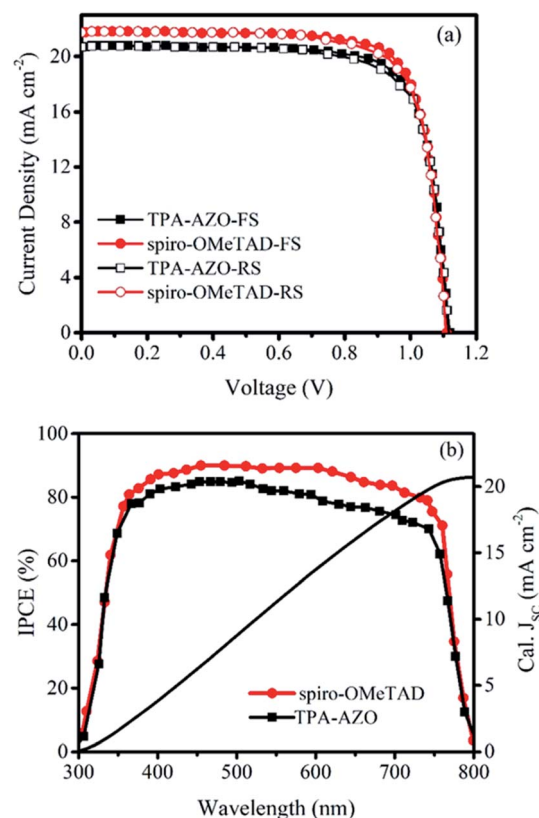 (a)
20
16
12
8
4
0
Current Density (mA cm-2)
TPA-AZO-FS
spiro-OMeTAD-FS
TPA-AZO-RS
spiro-OMeTAD-RS
0.0 0.2 0.4 0.6 0.8 1.0 1.2
Voltage (V)
(b)
100
80
60
40
20
0
IPCE (%)
20
15
10
5
0
Cal. JSC (mA cm-2)
spiro-OMeTAD
TPA-AZO
300 400 500 600 700 800
Wavelength (nm)